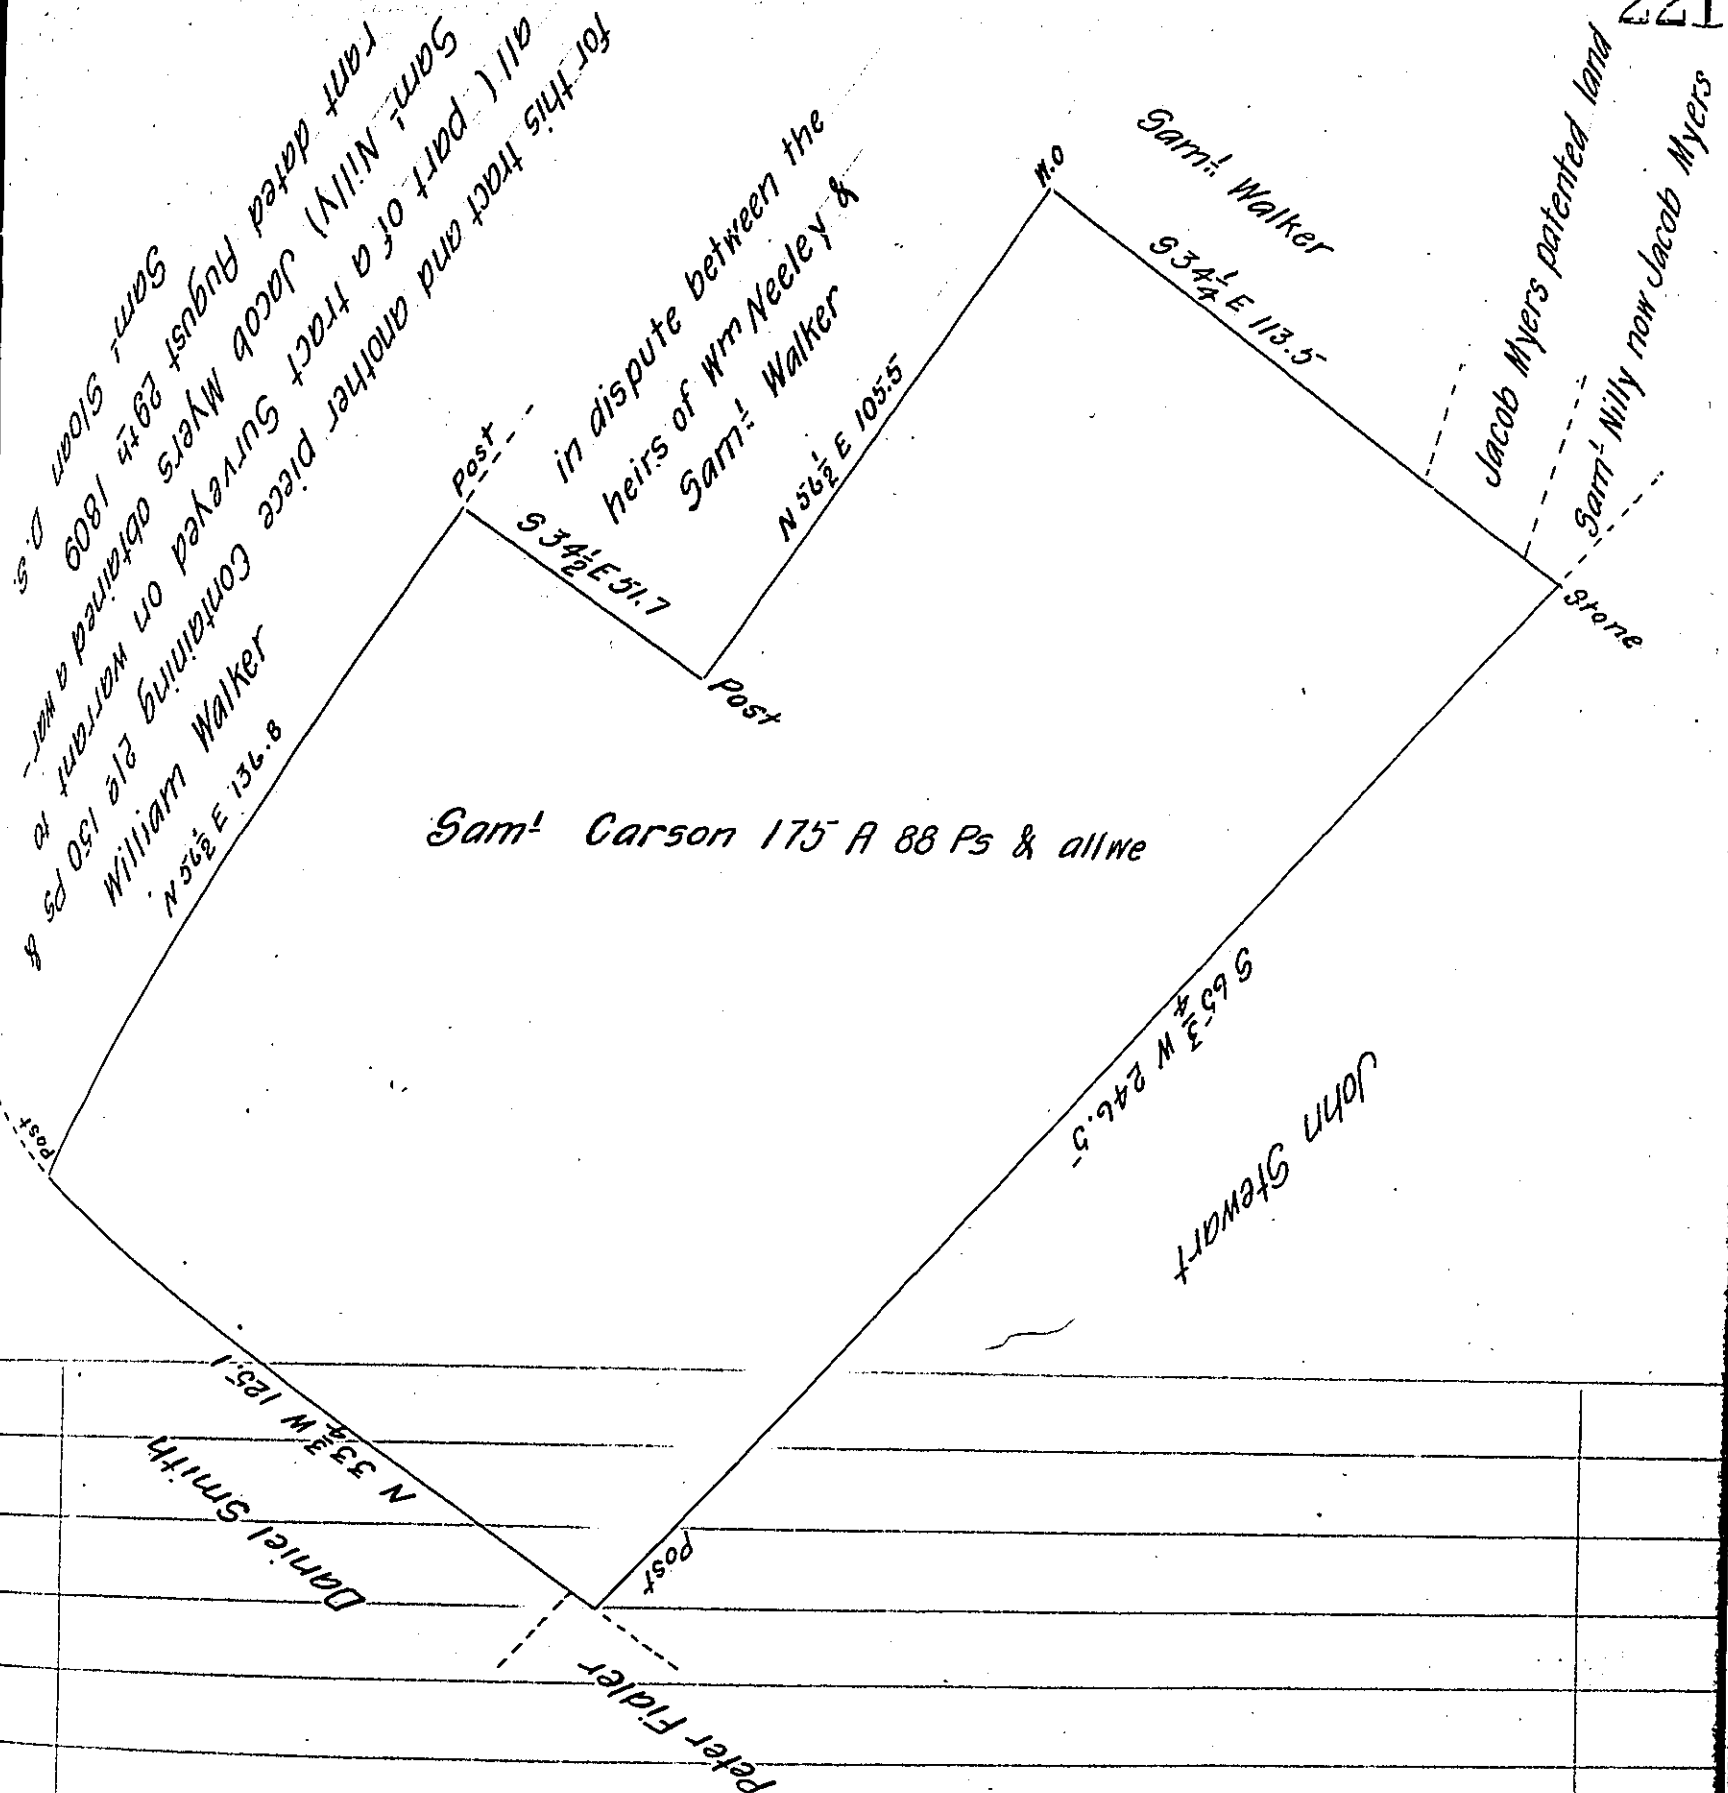 221
for this tract and another piece Containing 219 150 Ps &
all (part of a tract Surveyed on warrant to
Sam.l Nilly) Jacob Myers obtained a war-
rant dated August 29th 1809
Sam.l Sloan D.S.
William Walker
N 56½ E 136.8
Post
in dispute between the
heirs of Wm Neeley &
Sam.l Walker
S 34½ E 51.7
Post
N 56½ E 105.5
Sam.l Walker
S 34¼ E 113.5
Jacob Myers patented land
Sam.l Nilly now Jacob Myers
Stone
Sam.l Carson 175 A 88 Ps & allwe
S 65¾ W 246.5
John Stewart
Post
N 33¾ W 125.1
Daniel Smith
Post
Peter Fidler